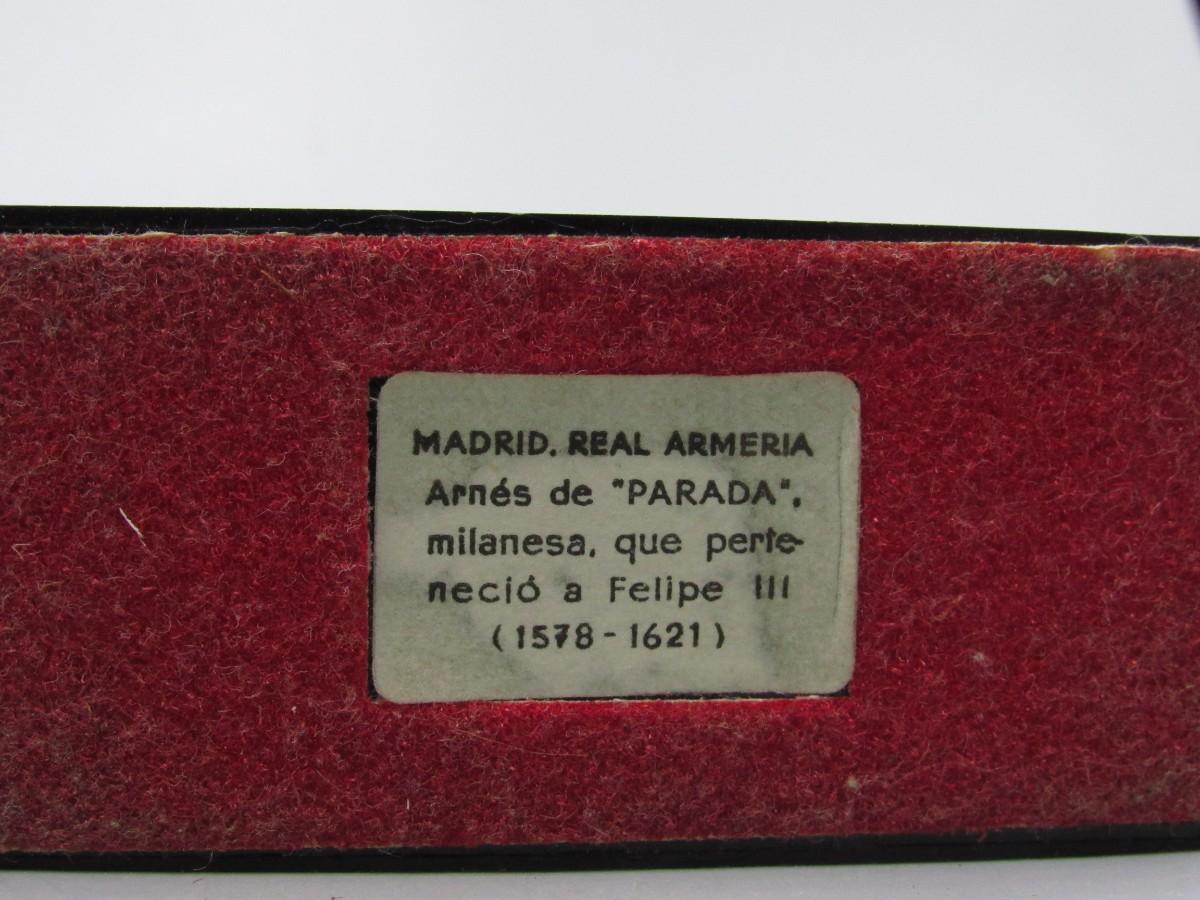 MADRID. REAL ARMERIA
Arnés de "PARADA",
milanesa, que perte-
neció a Felipe III
(1578-1621)